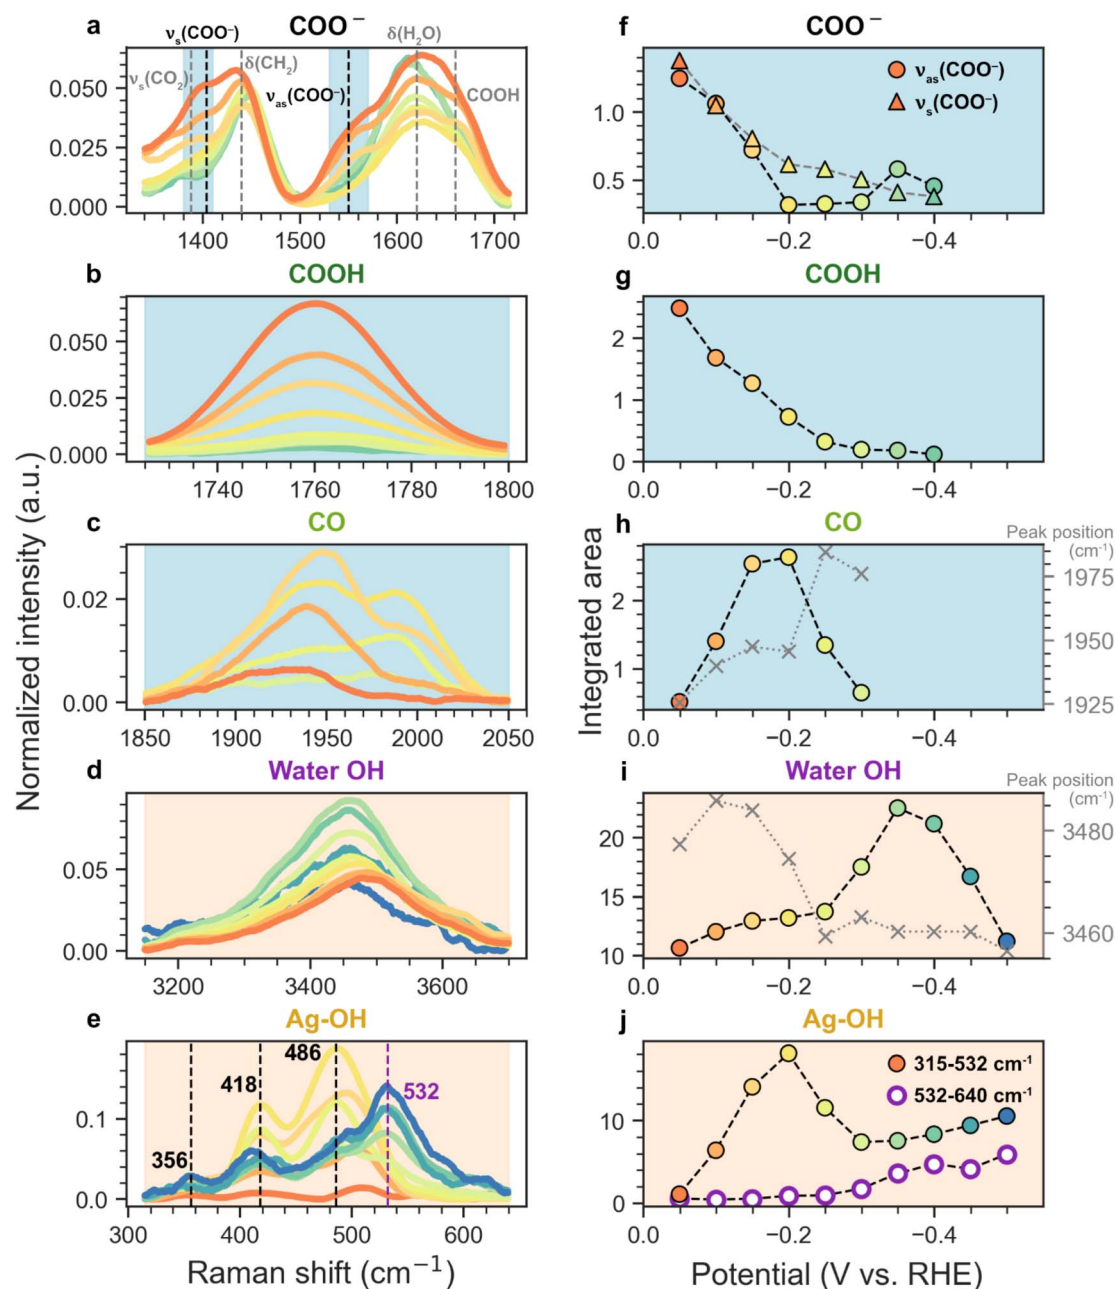 a
COO⁻
νs(COO⁻)
δ(H₂O)
νs(CO₂)
δ(CH₂)
νas(COO⁻)
COOH
0.050
0.025
0.000
1400
1500
1600
1700
f
COO⁻
νas(COO⁻)
νs(COO⁻)
1.0
0.5
0.0
−0.2
−0.4
b
COOH
0.050
0.025
0.000
1740
1760
1780
1800
g
COOH
2
1
0
0.0
−0.2
−0.4
c
CO
0.02
0.00
1850
1900
1950
2000
2050
h
CO
Peak position
(cm⁻¹)
2
1
1975
1950
1925
0.0
−0.2
−0.4
d
Water OH
0.05
0.00
3200
3400
3600
i
Water OH
Peak position
(cm⁻¹)
20
15
10
3480
3460
0.0
−0.2
−0.4
e
Ag-OH
356
418
486
532
0.1
0.0
300
400
500
600
j
Ag-OH
315-532 cm⁻¹
532-640 cm⁻¹
10
0
0.0
−0.2
−0.4
Normalized intensity (a.u.)
Integrated area
Raman shift (cm⁻¹)
Potential (V vs. RHE)